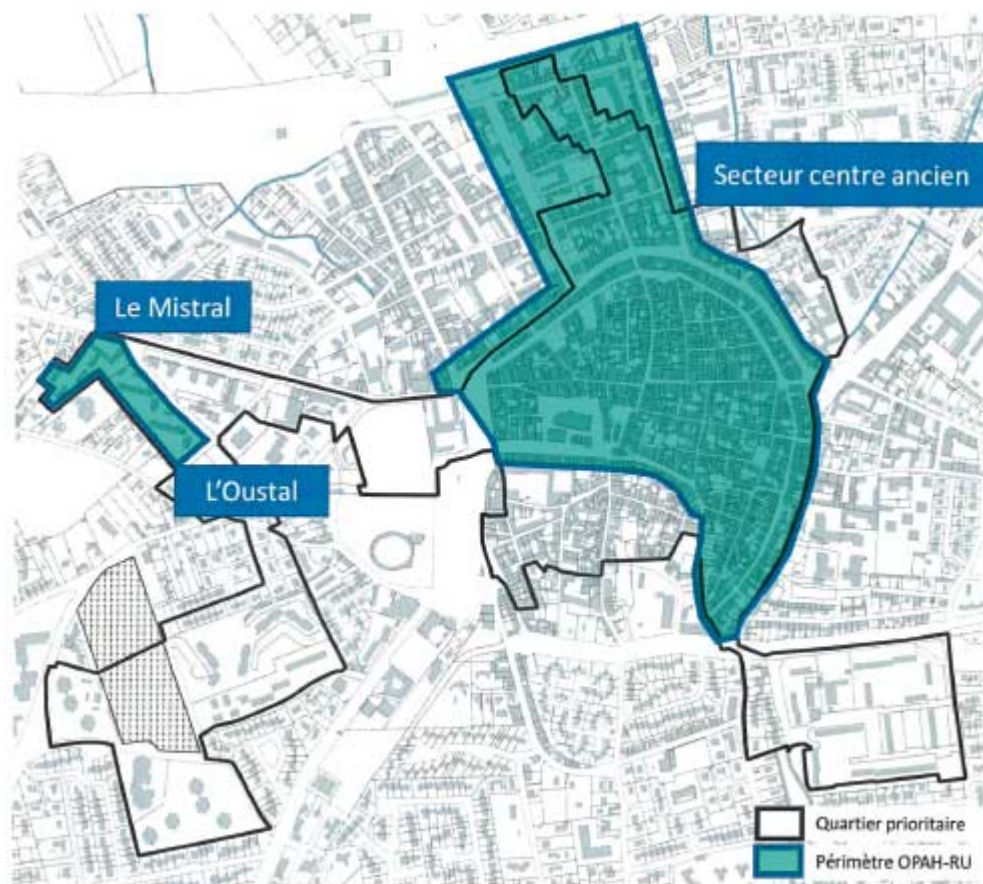 Secteur centre ancien
Le Mistral
L'Oustal
Quartier prioritaire
Périmètre OPAH-RU